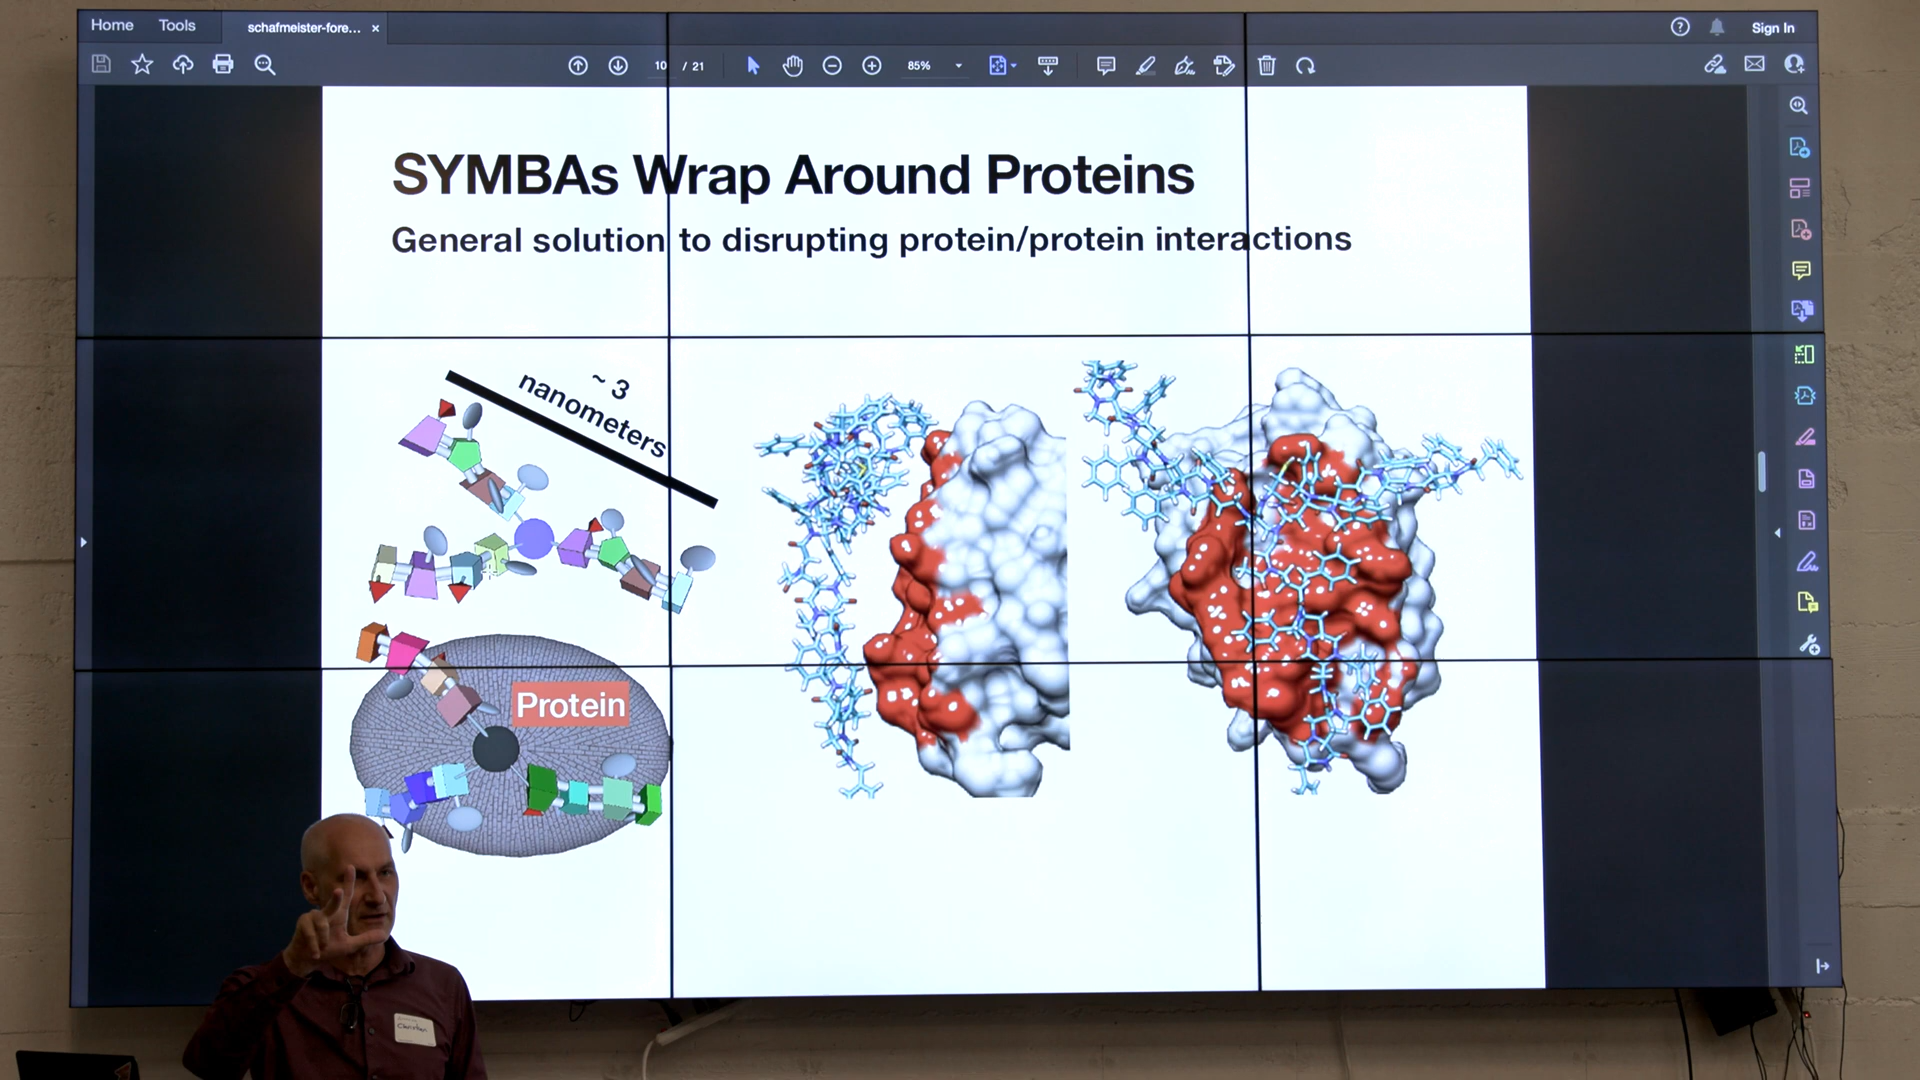 Home Tools schafmeister-fore... × Sign In
10 / 21 85%
SYMBAs Wrap Around Proteins
General solution to disrupting protein/protein interactions
~ 3
nanometers
Protein
Christian